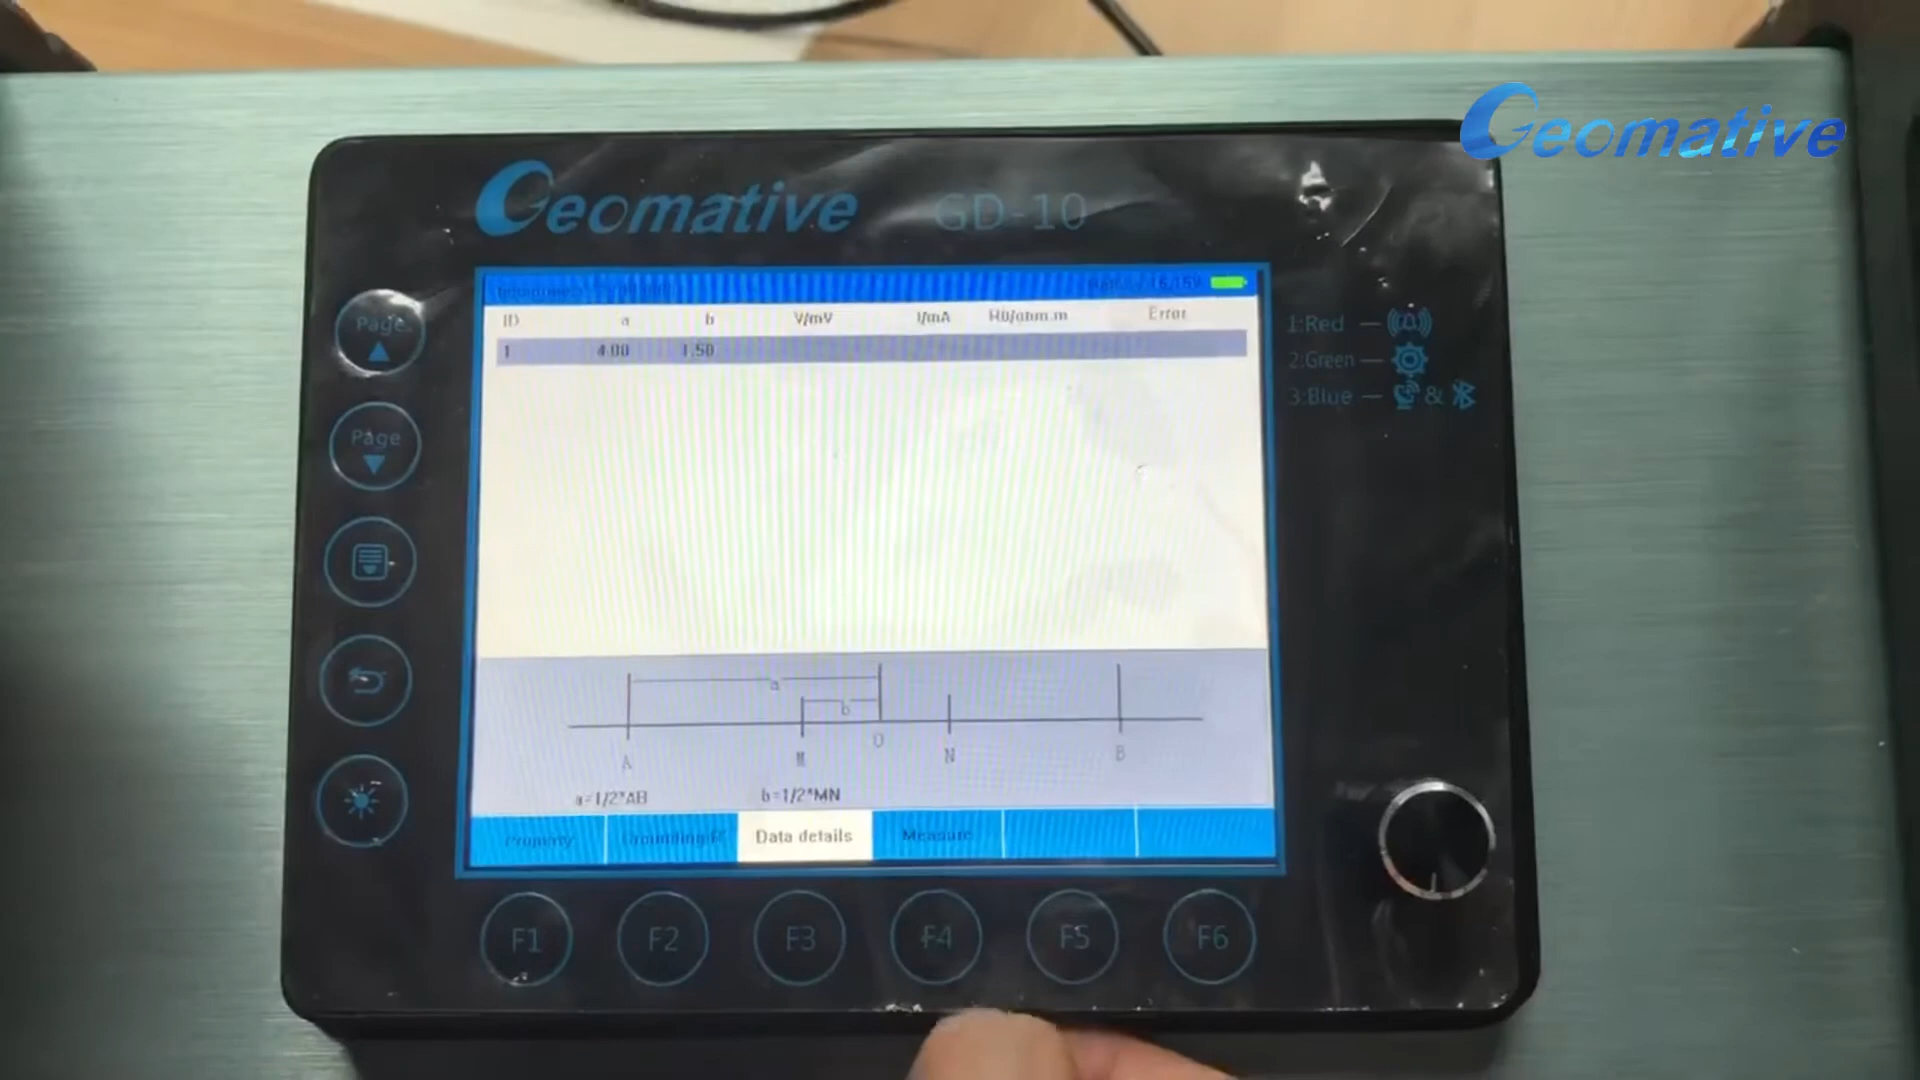 Geomative
Geomative GD-10
ID a b V/mV I/mA R0/ohm.m Error
1 4.00 1.50
Page
Page
1:Red
2:Green
3:Blue — &
a
b
A M O N B
a=1/2*AB b=1/2*MN
Property Data details Measure
F1 F2 F3 F4 F5 F6